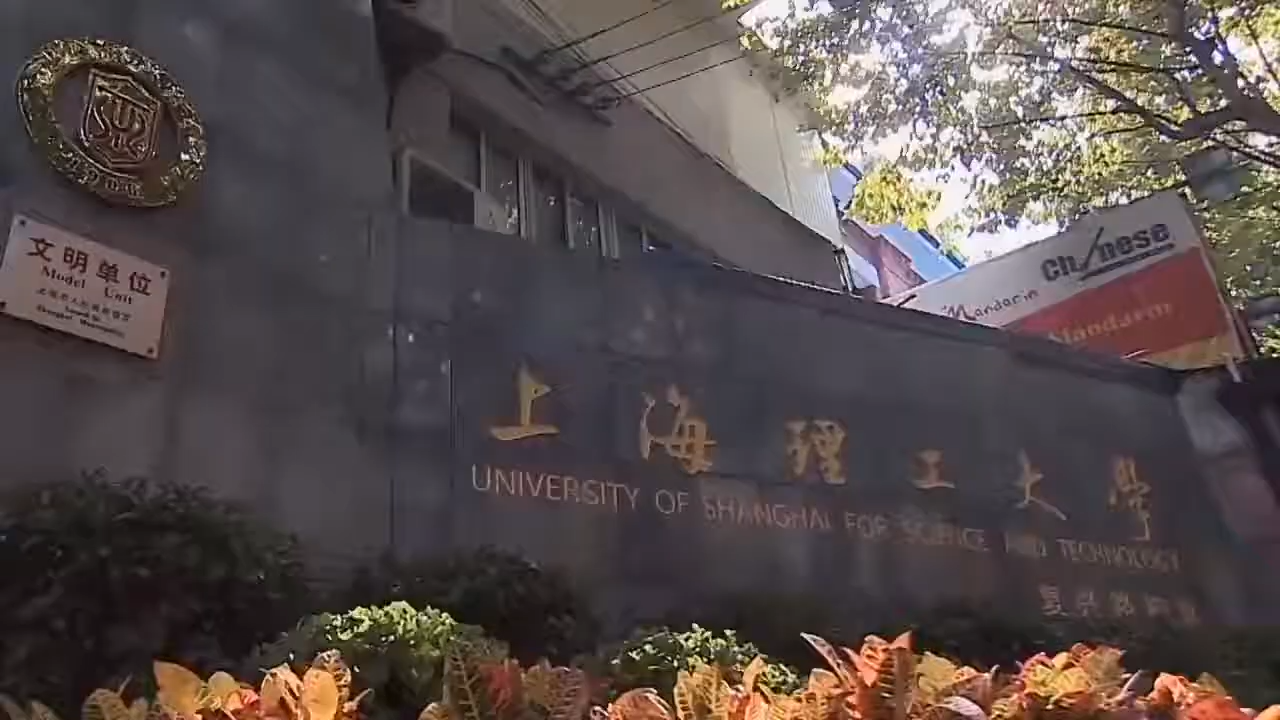 文明单位
Model Unit
Chinese
Mandarin
Mandarin
上海理工大學
UNIVERSITY OF SHANGHAI FOR SCIENCE AND TECHNOLOGY